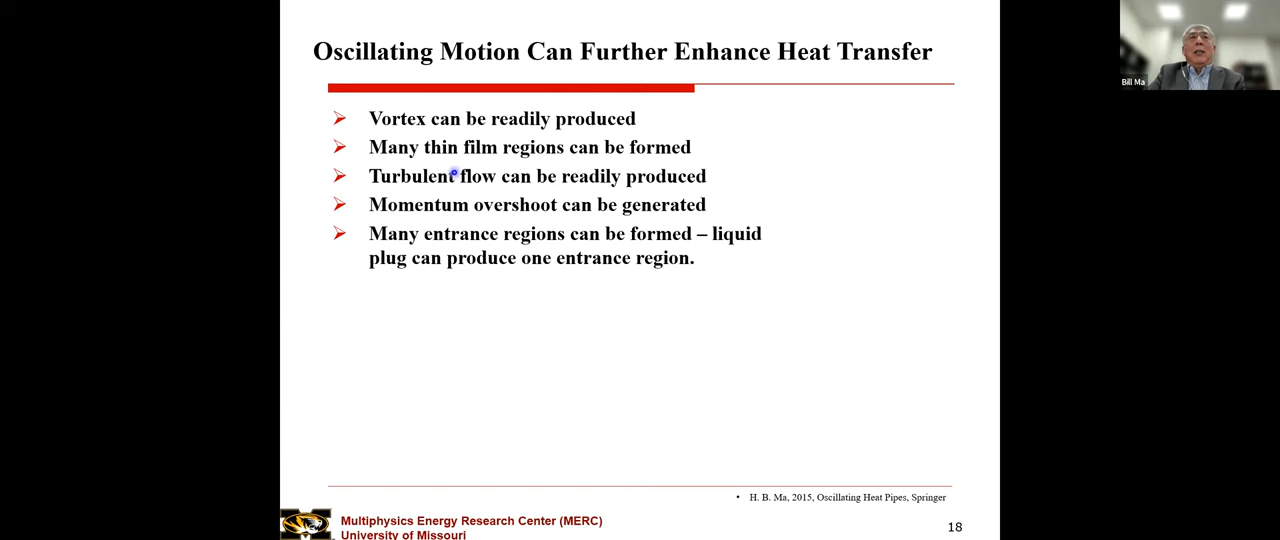 Oscillating Motion Can Further Enhance Heat Transfer
Vortex can be readily produced
Many thin film regions can be formed
Turbulent flow can be readily produced
Momentum overshoot can be generated
Many entrance regions can be formed – liquid
plug can produce one entrance region.
• H. B. Ma, 2015, Oscillating Heat Pipes, Springer
Multiphysics Energy Research Center (MERC)
University of Missouri
18
Bill Ma